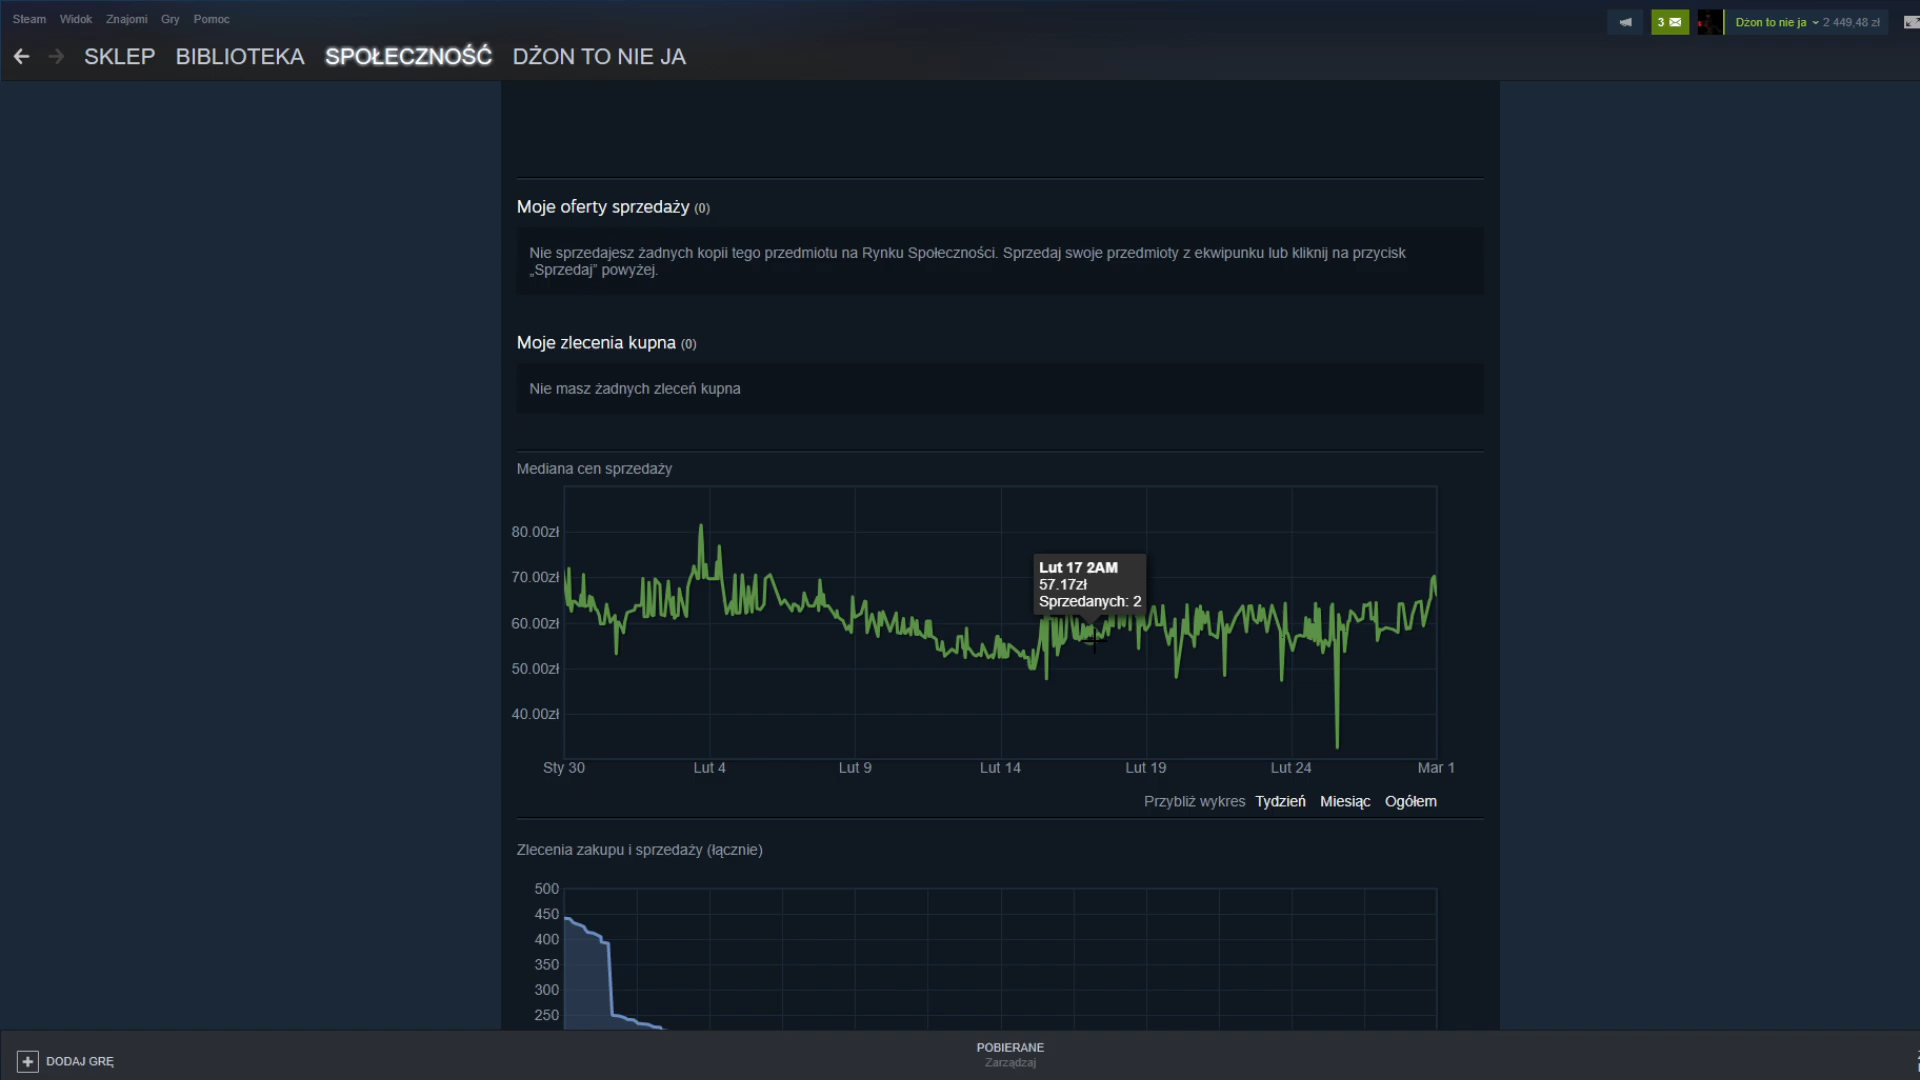 Steam Widok Znajomi Gry Pomoc
3 Dżon to nie ja 2 449,48 zł
SKLEP BIBLIOTEKA SPOŁECZNOŚĆ DŻON TO NIE JA
Moje oferty sprzedaży (0)
Nie sprzedajesz żadnych kopii tego przedmiotu na Rynku Społeczności. Sprzedaj swoje przedmioty z ekwipunku lub kliknij na przycisk
„Sprzedaj” powyżej.
Moje zlecenia kupna (0)
Nie masz żadnych zleceń kupna
Mediana cen sprzedaży
80.00zł
70.00zł
60.00zł
50.00zł
40.00zł
Lut 17 2AM
57.17zł
Sprzedanych: 2
Sty 30 Lut 4 Lut 9 Lut 14 Lut 19 Lut 24 Mar 1
Przybliż wykres Tydzień Miesiąc Ogółem
Zlecenia zakupu i sprzedaży (łącznie)
500
450
400
350
300
250
DODAJ GRĘ
POBIERANE
Zarządzaj